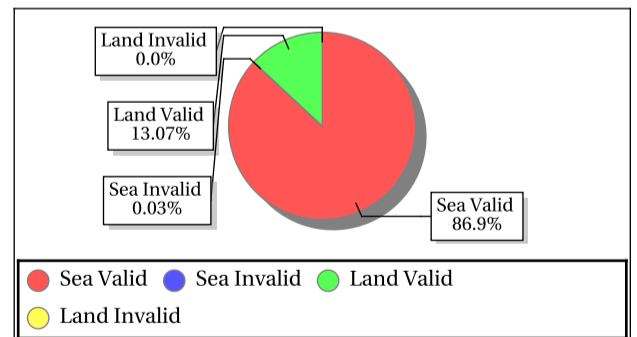 Land Invalid
0.0%
Land Valid
13.07%
Sea Invalid
0.03%
Sea Valid
86.9%
Sea Valid Sea Invalid Land Valid
Land Invalid